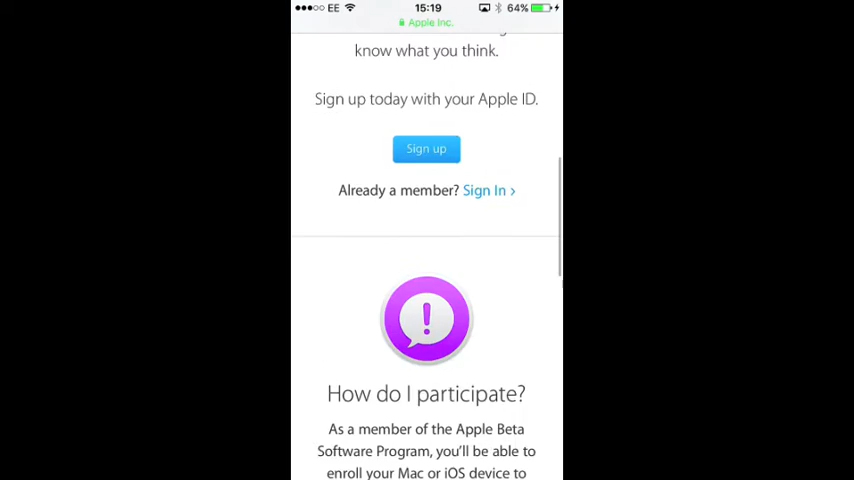 EE 15:19 64%
Apple Inc.
know what you think.
Sign up today with your Apple ID.
Sign up
Already a member? Sign In >
How do I participate?
As a member of the Apple Beta
Software Program, you'll be able to
enroll your Mac or iOS device to